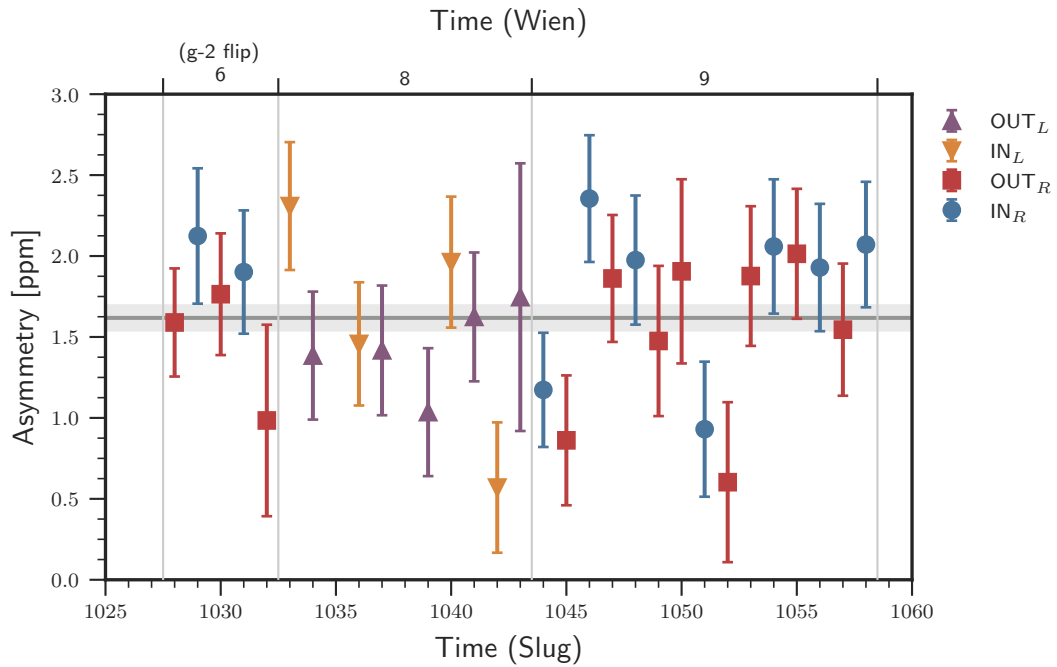 Time (Wien)
(g-2 flip)
6 8 9
3.0
2.5
2.0
1.5
1.0
0.5
0.0
Asymmetry [ppm]
1025 1030 1035 1040 1045 1050 1055 1060
Time (Slug)
OUT_L
IN_L
OUT_R
IN_R